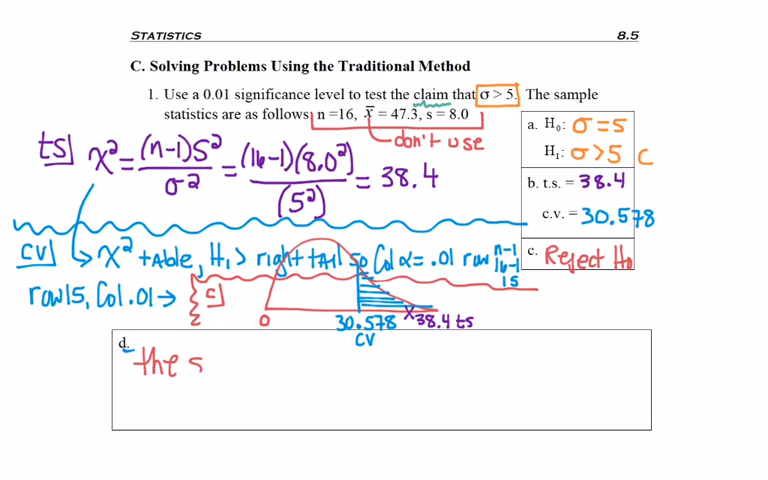 STATISTICS 8.5
C. Solving Problems Using the Traditional Method
1. Use a 0.01 significance level to test the claim that σ > 5. The sample
statistics are as follows: n =16, x̄ = 47.3, s = 8.0
don't use
a. H₀: σ = 5
H₁: σ > 5 C
b. t.s. = 38.4
c.v. = 30.578
c. Reject H₀
ts] χ² = (n-1)S² / σ² = (16-1)(8.0²) / (5²) = 38.4
CV] → χ² tAble, H₁ > right tAil so Col α = .01 row n-1
16-1
15
row 15, Col .01 →
c]
0
30.578
CV
x 38.4 ts
d.
the s